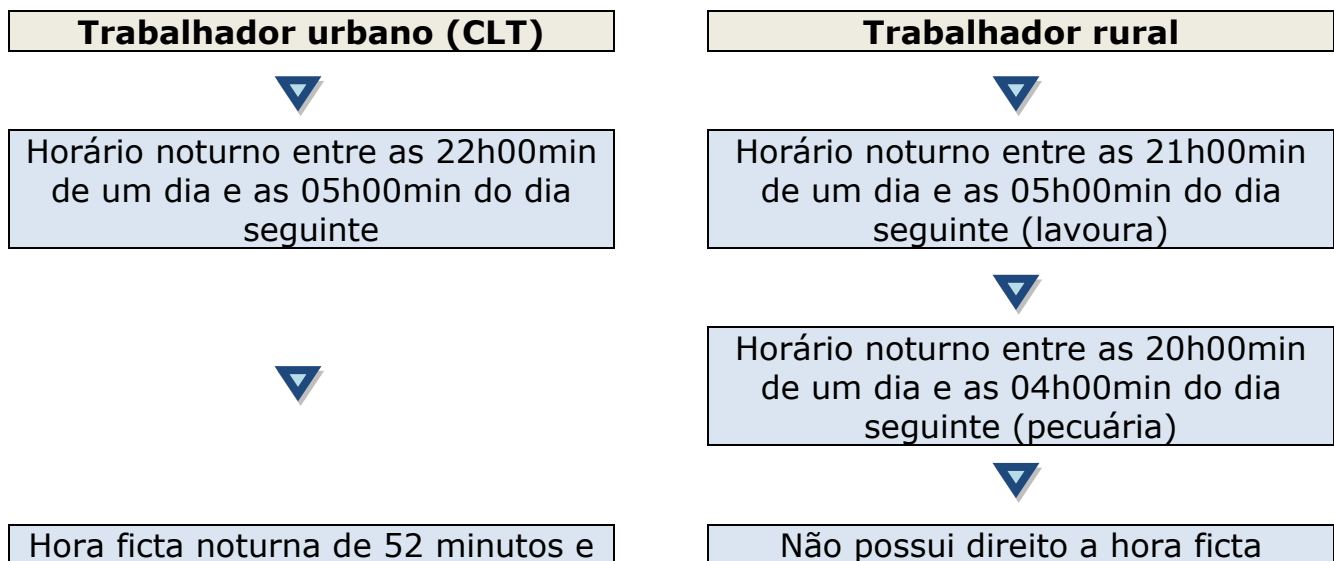 Trabalhador urbano (CLT)
Horário noturno entre as 22h00min
de um dia e as 05h00min do dia
seguinte
Hora ficta noturna de 52 minutos e
Trabalhador rural
Horário noturno entre as 21h00min
de um dia e as 05h00min do dia
seguinte (lavoura)
Horário noturno entre as 20h00min
de um dia e as 04h00min do dia
seguinte (pecuária)
Não possui direito a hora ficta